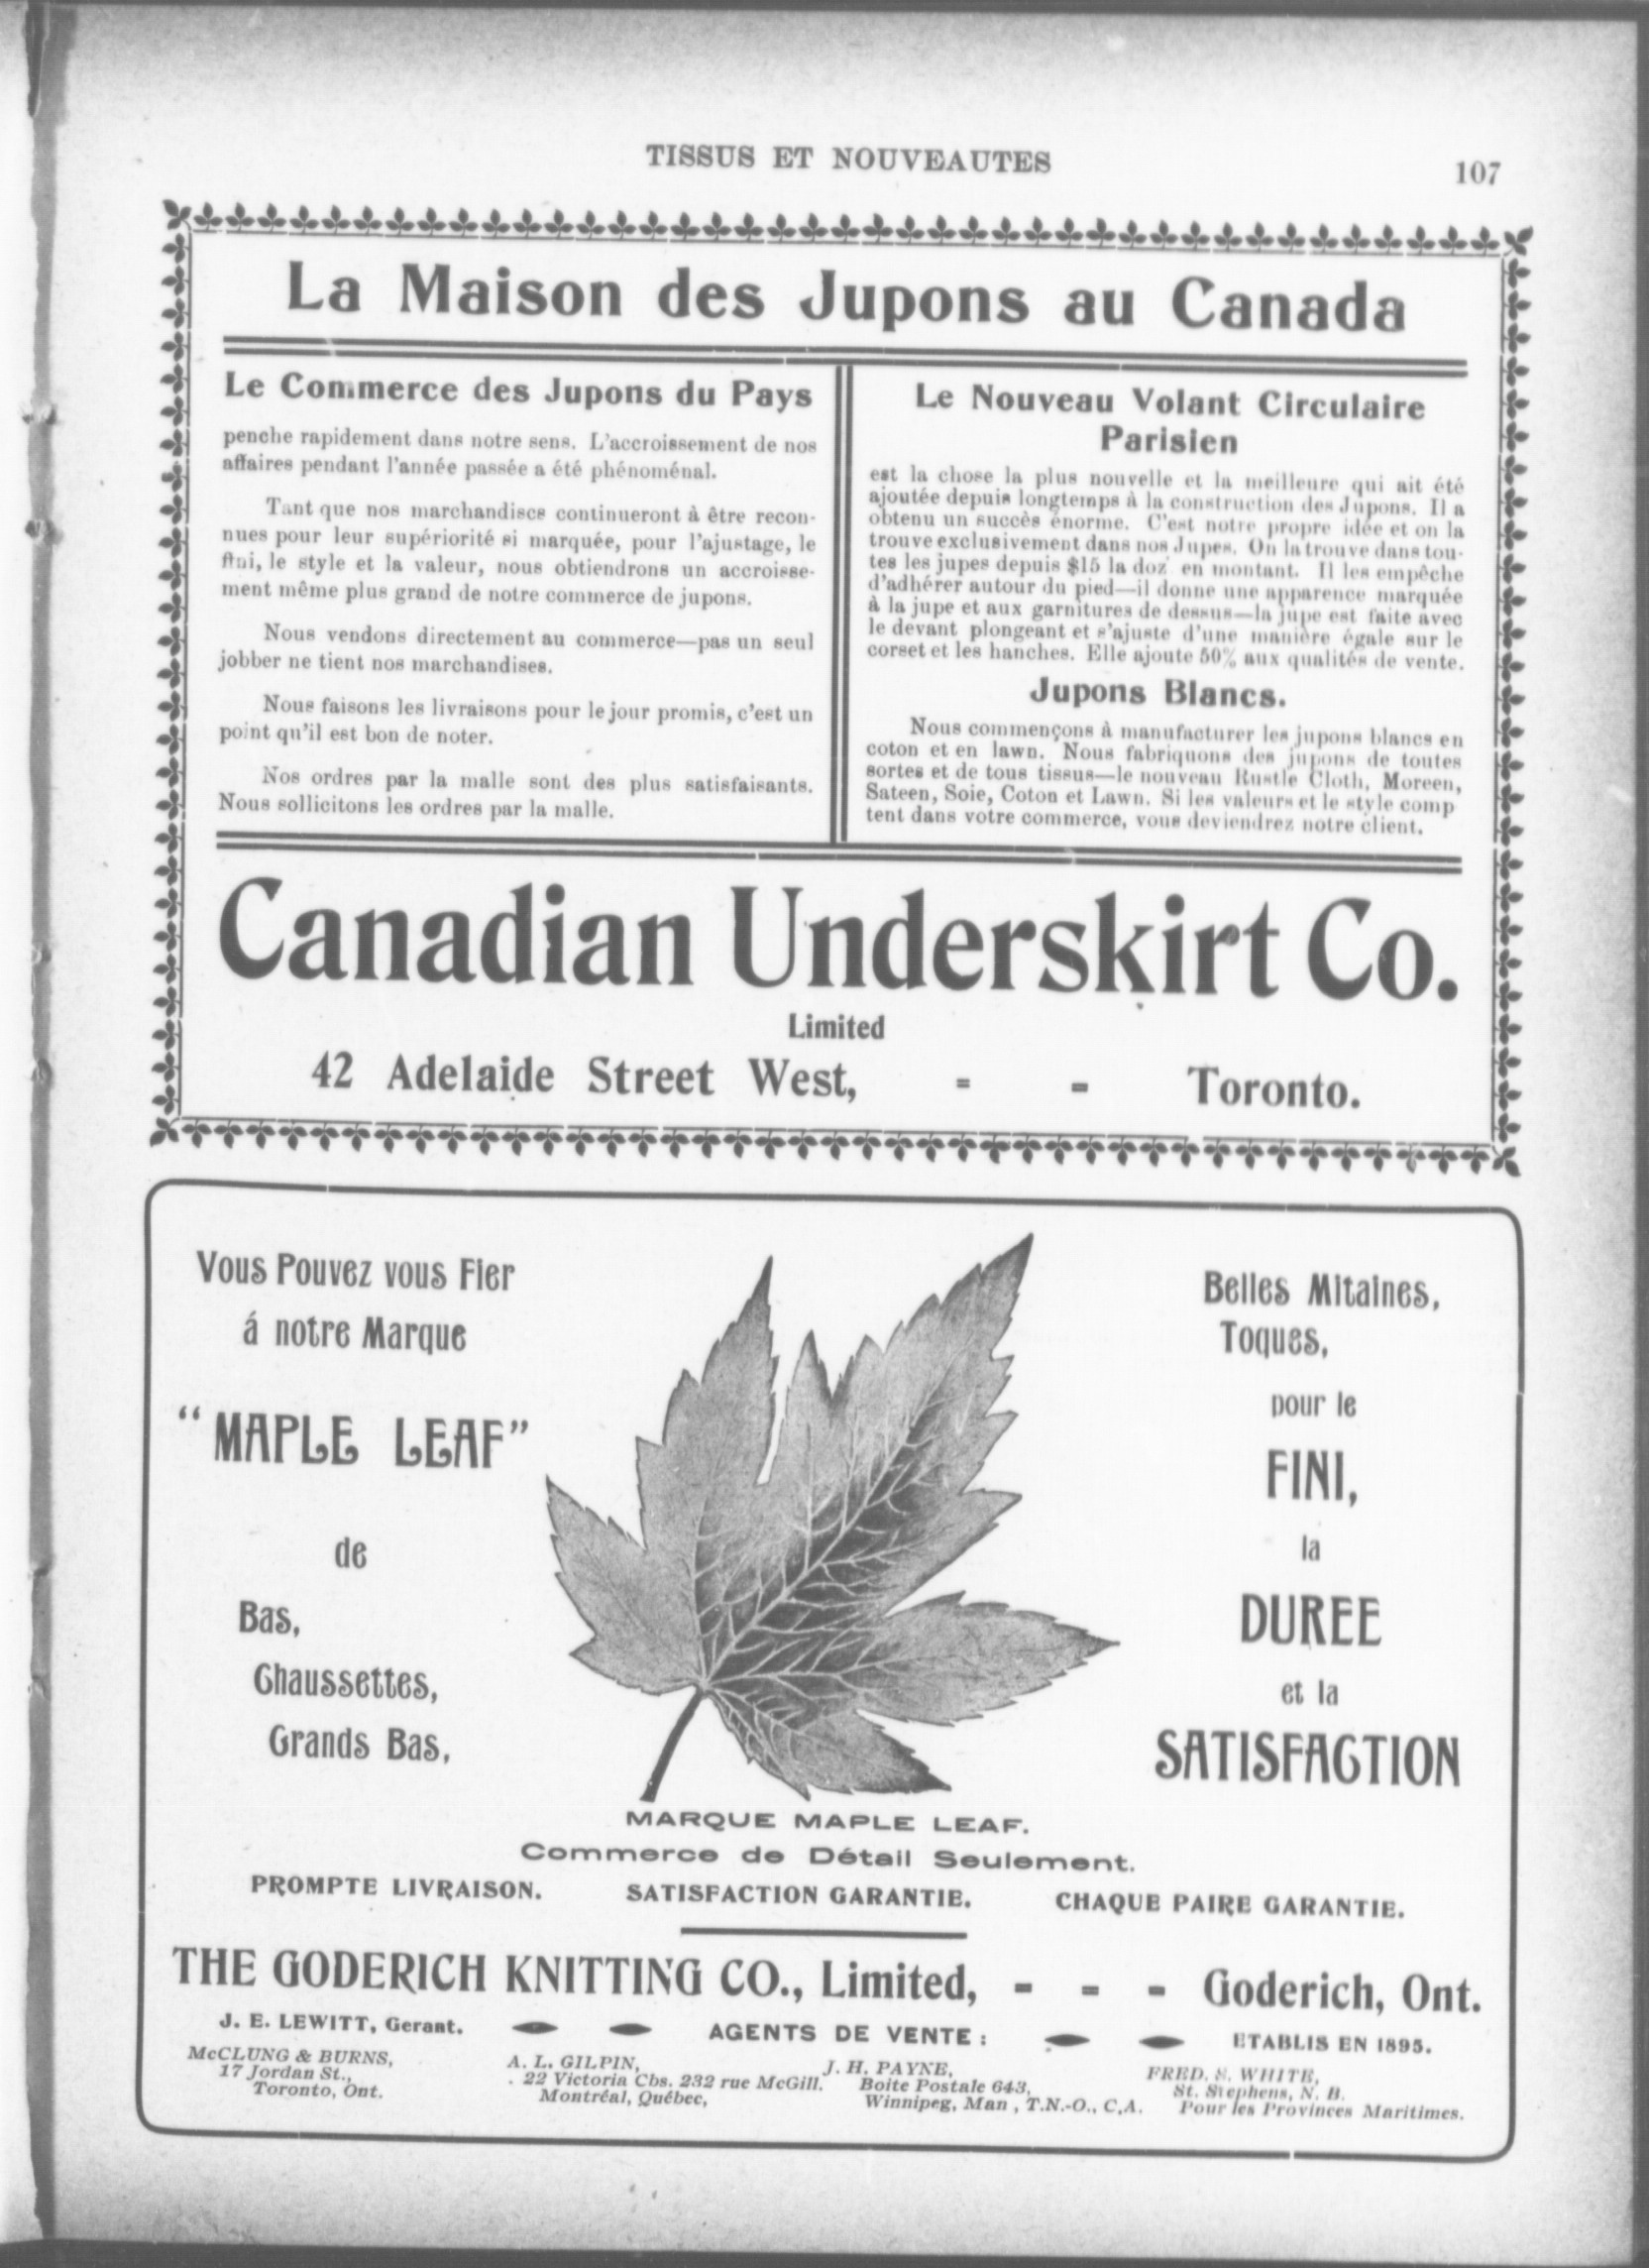 TISSUS ET NOUVEAUTES
107
La Maison des Jupons au Canada
Le Commerce des Jupons du Pays
penche rapidement dans notre sens. L'accroissement de nos
affaires pendant l'année passée a été phénoménal.
Tant que nos marchandises continueront à être recon-
nues pour leur supériorité si marquée, pour l'ajustage, le
fini, le style et la valeur, nous obtiendrons un accroisse-
ment même plus grand de notre commerce de jupons.
Nous vendons directement au commerce—pas un seul
jobber ne tient nos marchandises.
Nous faisons les livraisons pour le jour promis, c'est un
point qu'il est bon de noter.
Nos ordres par la malle sont des plus satisfaisants.
Nous sollicitons les ordres par la malle.
Le Nouveau Volant Circulaire
Parisien
est la chose la plus nouvelle et la meilleure qui ait été
ajoutée depuis longtemps à la construction des Jupons. Il a
obtenu un succès énorme. C'est notre propre idée et on la
trouve exclusivement dans nos Jupes. On la trouve dans tou-
tes les jupes depuis $15 la doz en montant. Il les empêche
d'adhérer autour du pied—il donne une apparence marquée
à la jupe et aux garnitures de dessus—la jupe est faite avec
le devant plongeant et s'ajuste d'une manière égale sur le
corset et les hanches. Elle ajoute 50% aux qualités de vente.
Jupons Blancs.
Nous commençons à manufacturer les jupons blancs en
coton et en lawn. Nous fabriquons des jupons de toutes
sortes et de tous tissus—le nouveau Rustle Cloth, Moreen,
Sateen, Soie, Coton et Lawn. Si les valeurs et le style comp
tent dans votre commerce, vous deviendrez notre client.
Canadian Underskirt Co.
Limited
42 Adelaide Street West, - - Toronto.
Vous Pouvez vous Fier
á notre Marque
"MAPLE LEAF"
de
Bas,
Chaussettes,
Grands Bas,
Belles Mitaines,
Toques,
pour le
FINI,
la
DUREE
et la
SATISFACTION
MARQUE MAPLE LEAF.
Commerce de Détail Seulement.
PROMPTE LIVRAISON. SATISFACTION GARANTIE. CHAQUE PAIRE GARANTIE.
THE GODERICH KNITTING CO., Limited, - - - Goderich, Ont.
J. E. LEWITT, Gerant. AGENTS DE VENTE: ETABLIS EN 1895.
McCLUNG & BURNS,
17 Jordan St.,
Toronto, Ont.
A. L. GILPIN,
22 Victoria Cbs. 232 rue McGill.
Montréal, Québec,
J. H. PAYNE,
Boite Postale 643,
Winnipeg, Man, T.N.-O., C.A.
FRED. S. WHITE,
St. Stephens, N. B.
Pour les Provinces Maritimes.